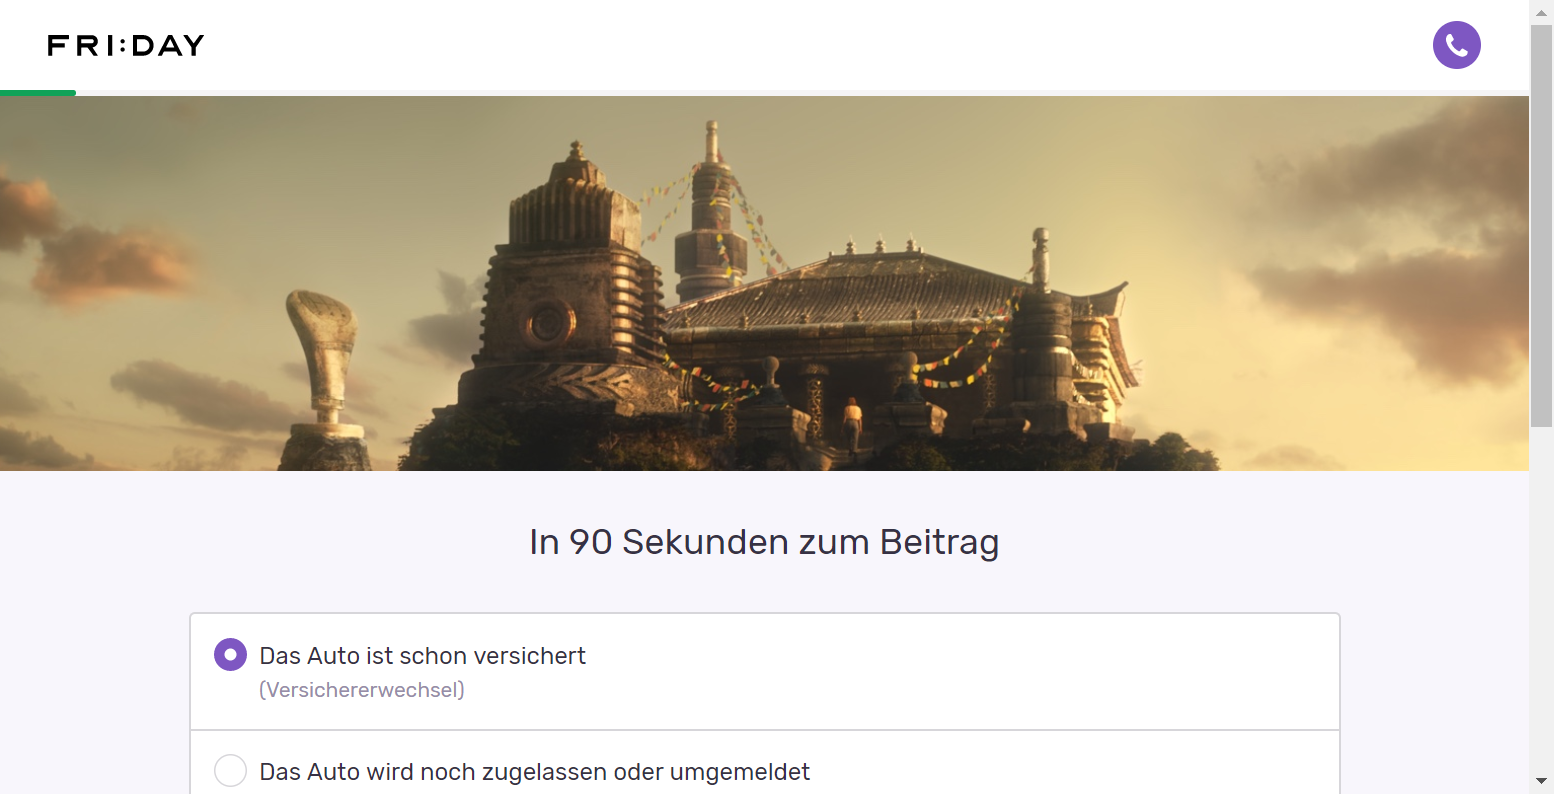 FRI:DAY
In 90 Sekunden zum Beitrag
Das Auto ist schon versichert
(Versichererwechsel)
Das Auto wird noch zugelassen oder umgemeldet